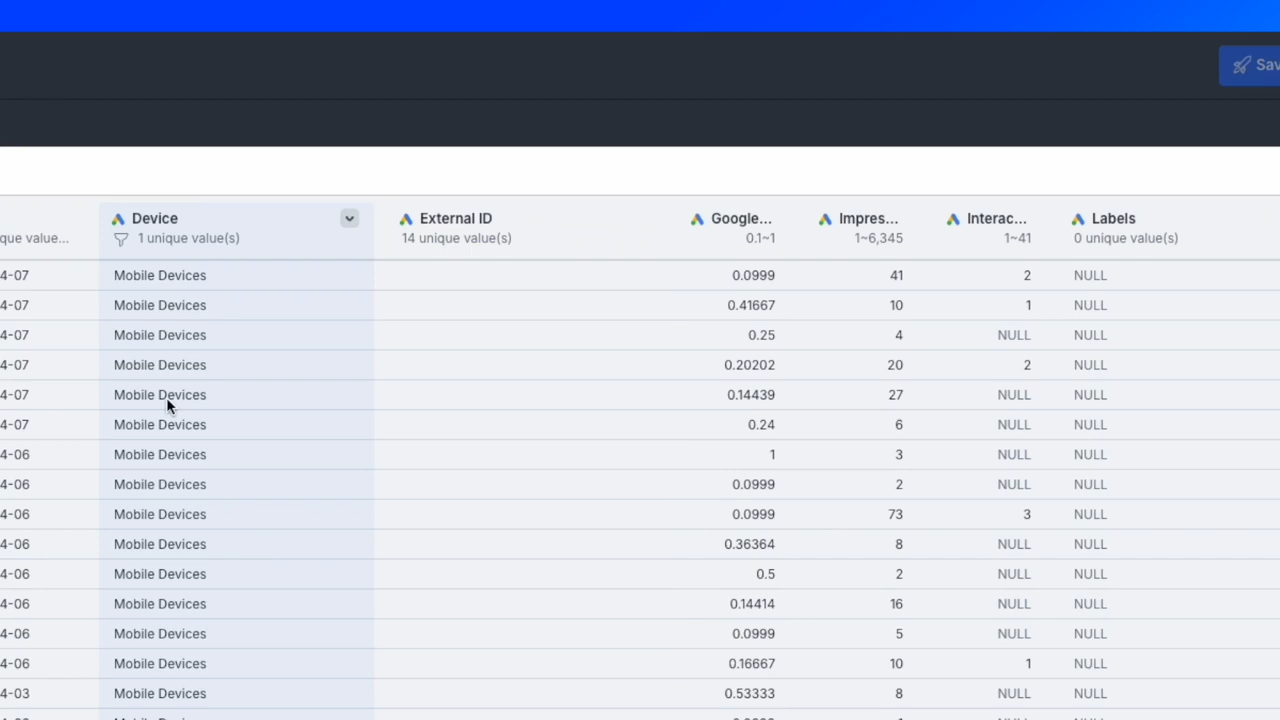 Sav
Device External ID Google... Impres... Interac... Labels
que value... 1 unique value(s) 14 unique value(s) 0.1~1 1~6,345 1~41 0 unique value(s)
4-07 Mobile Devices 0.0999 41 2 NULL
4-07 Mobile Devices 0.41667 10 1 NULL
4-07 Mobile Devices 0.25 4 NULL NULL
4-07 Mobile Devices 0.20202 20 2 NULL
4-07 Mobile Devices 0.14439 27 NULL NULL
4-07 Mobile Devices 0.24 6 NULL NULL
4-06 Mobile Devices 1 3 NULL NULL
4-06 Mobile Devices 0.0999 2 NULL NULL
4-06 Mobile Devices 0.0999 73 3 NULL
4-06 Mobile Devices 0.36364 8 NULL NULL
4-06 Mobile Devices 0.5 2 NULL NULL
4-06 Mobile Devices 0.14414 16 NULL NULL
4-06 Mobile Devices 0.0999 5 NULL NULL
4-06 Mobile Devices 0.16667 10 1 NULL
4-03 Mobile Devices 0.53333 8 NULL NULL